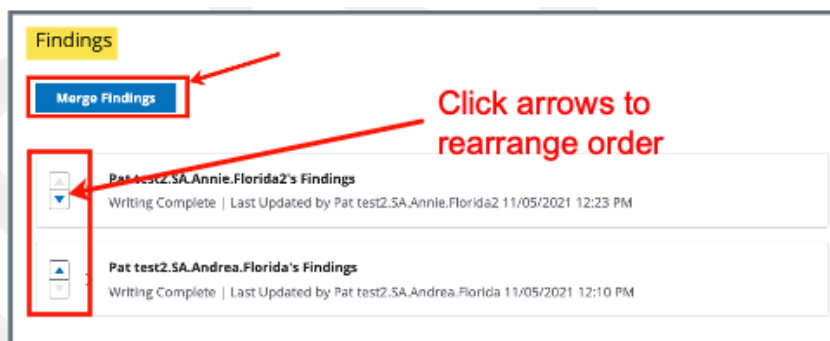 Findings
Merge Findings
Click arrows to
rearrange order
Pat test2.SA.Annie.Florida2's Findings
Writing Complete | Last Updated by Pat test2.SA.Annie.Florida2 11/05/2021 12:23 PM
Pat test2.SA.Andrea.Florida's Findings
Writing Complete | Last Updated by Pat test2.SA.Andrea.Florida 11/05/2021 12:10 PM